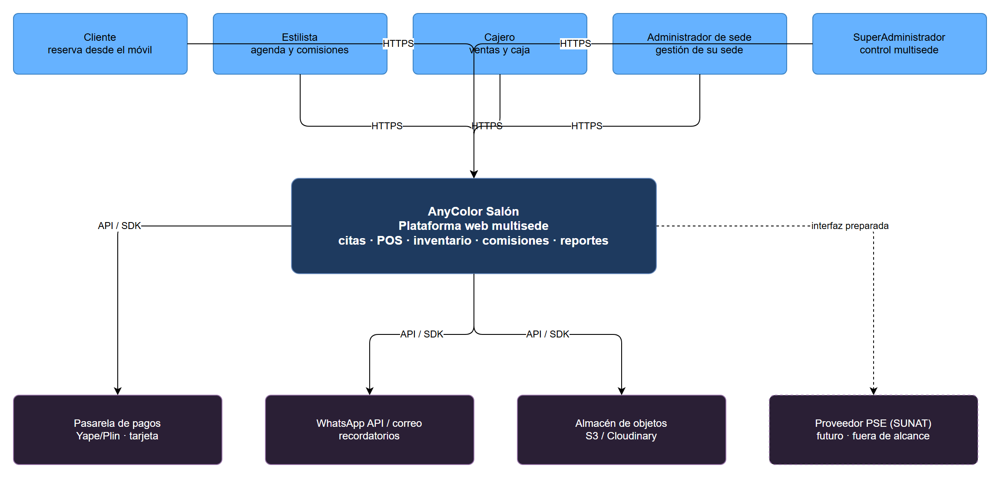 Cliente
reserva desde el móvil
Estilista
agenda y comisiones
HTTPS
Cajero
ventas y caja
HTTPS
Administrador de sede
gestión de su sede
SuperAdministrador
control multisede
HTTPS
HTTPS
HTTPS
AnyColor Salón
Plataforma web multisede
citas · POS · inventario · comisiones · reportes
API / SDK
interfaz preparada
API / SDK
API / SDK
Pasarela de pagos
Yape/Plin · tarjeta
WhatsApp API / correo
recordatorios
Almacén de objetos
S3 / Cloudinary
Proveedor PSE (SUNAT)
futuro · fuera de alcance